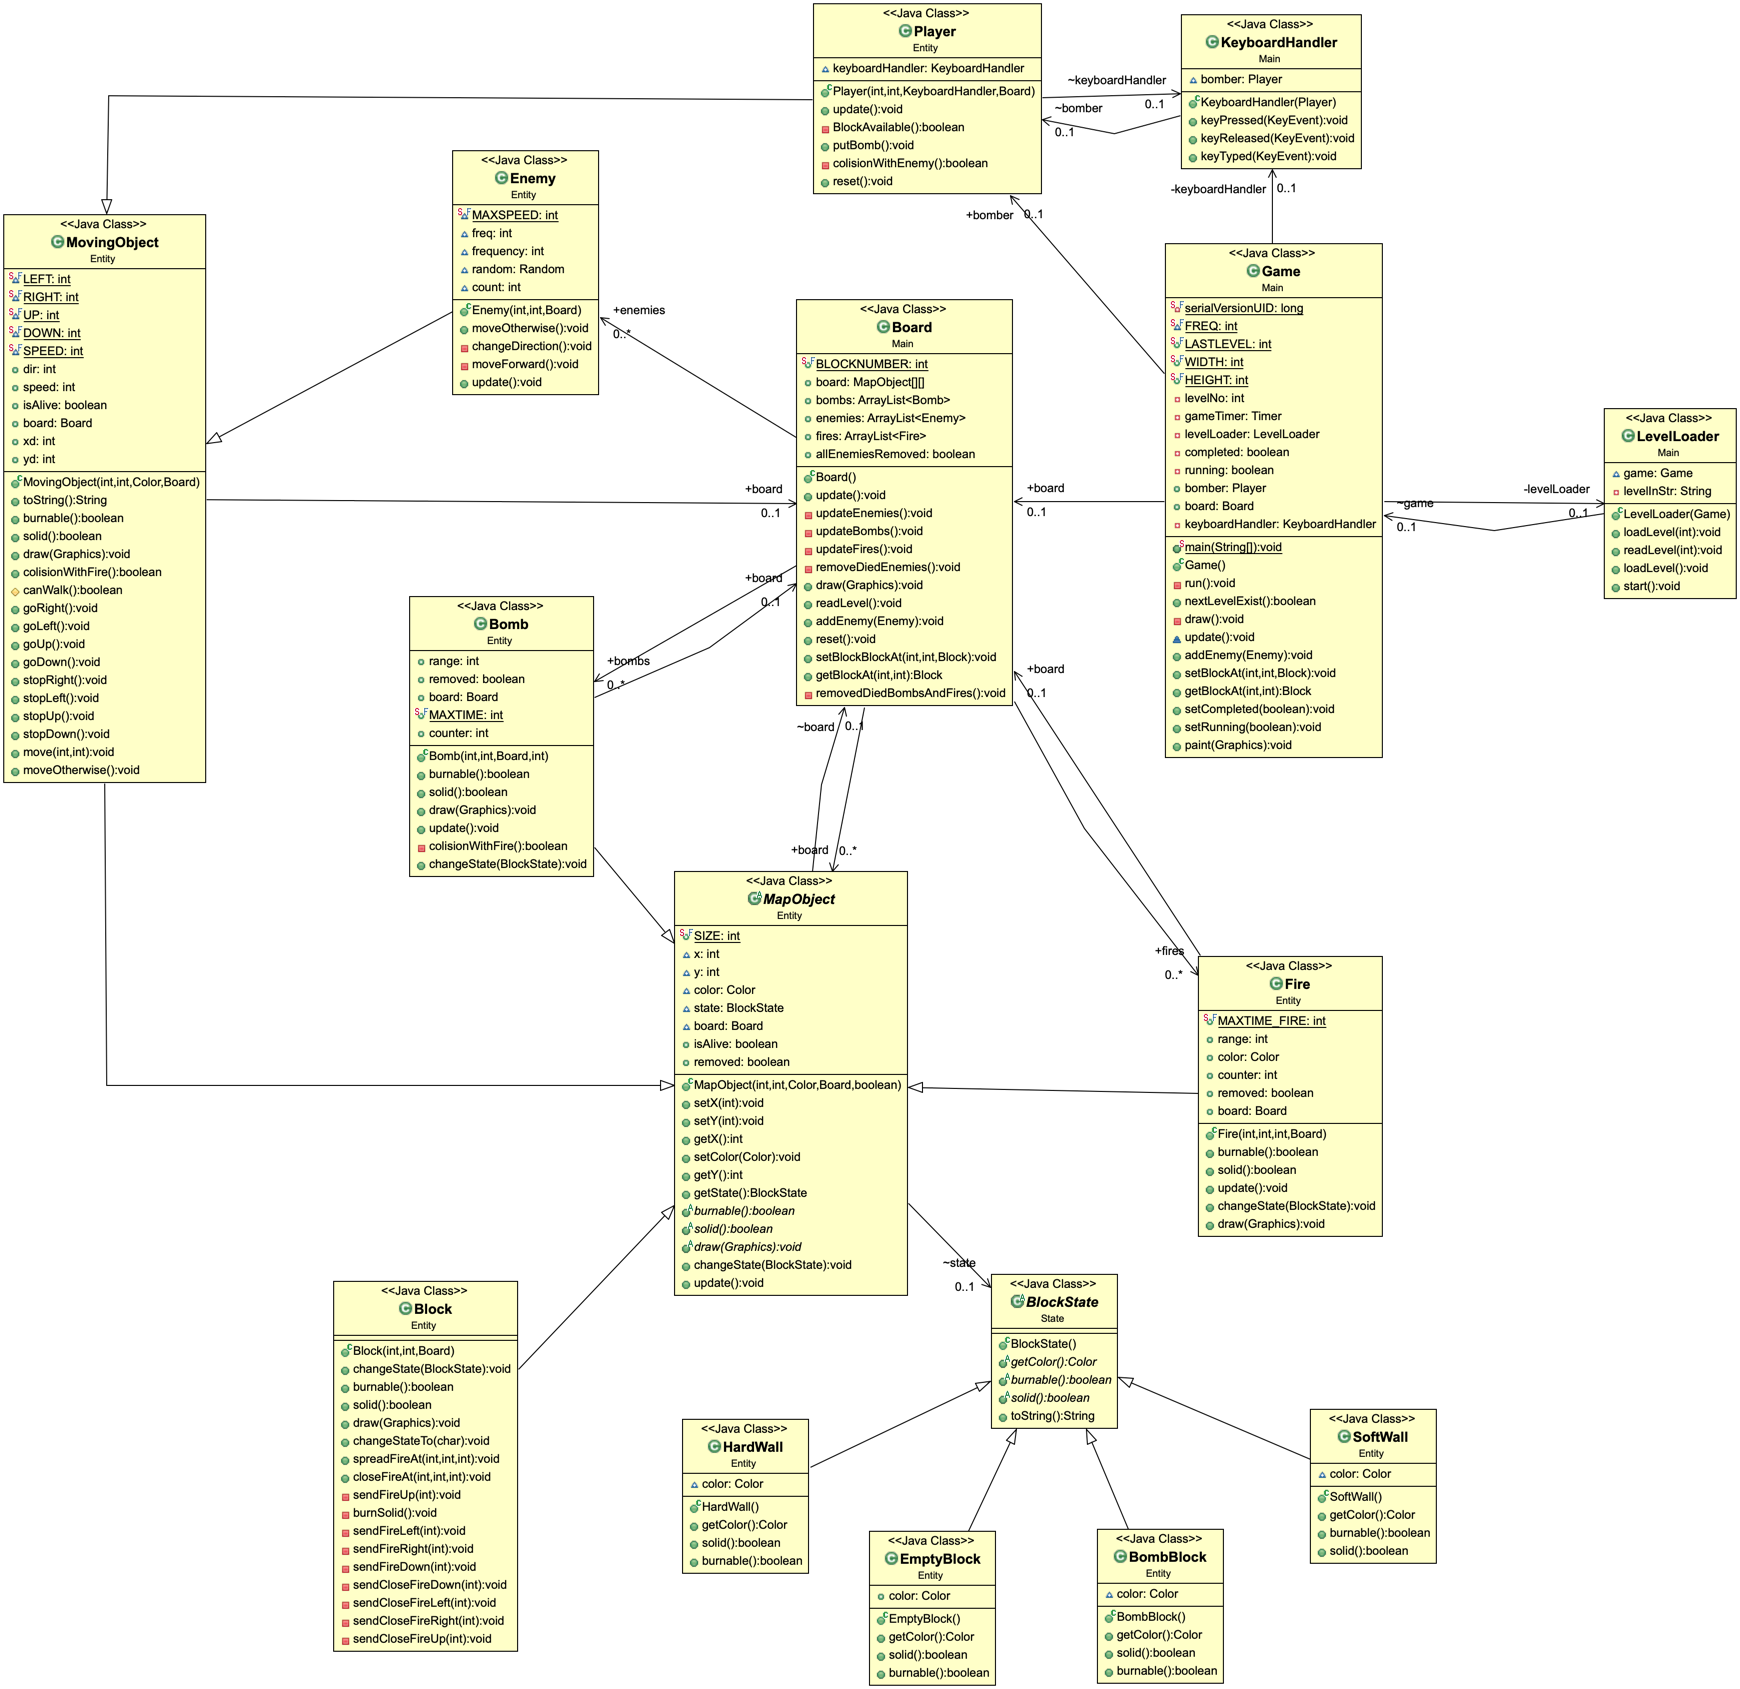 <<Java Class>>
Player
Entity
keyboardHandler: KeyboardHandler
Player(int,int,KeyboardHandler,Board)
update():void
BlockAvailable():boolean
putBomb():void
colisionWithEnemy():boolean
reset():void
~keyboardHandler
0..1
~bomber
0..1
<<Java Class>>
KeyboardHandler
Main
bomber: Player
KeyboardHandler(Player)
keyPressed(KeyEvent):void
keyReleased(KeyEvent):void
keyTyped(KeyEvent):void
-keyboardHandler
0..1
+bomber
0..1
<<Java Class>>
Enemy
Entity
MAXSPEED: int
freq: int
frequency: int
random: Random
count: int
Enemy(int,int,Board)
moveOtherwise():void
changeDirection():void
moveForward():void
update():void
+enemies
0..*
<<Java Class>>
MovingObject
Entity
LEFT: int
RIGHT: int
UP: int
DOWN: int
SPEED: int
dir: int
speed: int
isAlive: boolean
board: Board
xd: int
yd: int
MovingObject(int,int,Color,Board)
toString():String
burnable():boolean
solid():boolean
draw(Graphics):void
colisionWithFire():boolean
canWalk():boolean
goRight():void
goLeft():void
goUp():void
goDown():void
stopRight():void
stopLeft():void
stopUp():void
stopDown():void
move(int,int):void
moveOtherwise():void
+board
0..1
<<Java Class>>
Board
Main
BLOCKNUMBER: int
board: MapObject[][]
bombs: ArrayList<Bomb>
enemies: ArrayList<Enemy>
fires: ArrayList<Fire>
allEnemiesRemoved: boolean
Board()
update():void
updateEnemies():void
updateBombs():void
updateFires():void
removeDiedEnemies():void
draw(Graphics):void
readLevel():void
addEnemy(Enemy):void
reset():void
setBlockBlockAt(int,int,Block):void
getBlockAt(int,int):Block
removedDiedBombsAndFires():void
+board
0..1
<<Java Class>>
Game
Main
serialVersionUID: long
FREQ: int
LASTLEVEL: int
WIDTH: int
HEIGHT: int
levelNo: int
gameTimer: Timer
levelLoader: LevelLoader
completed: boolean
running: boolean
bomber: Player
board: Board
keyboardHandler: KeyboardHandler
main(String[]):void
Game()
run():void
nextLevelExist():boolean
draw():void
update():void
addEnemy(Enemy):void
setBlockAt(int,int,Block):void
getBlockAt(int,int):Block
setCompleted(boolean):void
setRunning(boolean):void
paint(Graphics):void
-levelLoader
0..1
~game
0..1
<<Java Class>>
LevelLoader
Main
game: Game
levelInStr: String
LevelLoader(Game)
loadLevel(int):void
readLevel(int):void
loadLevel():void
start():void
+board
0..1
+bombs
0..*
<<Java Class>>
Bomb
Entity
range: int
removed: boolean
board: Board
MAXTIME: int
counter: int
Bomb(int,int,Board,int)
burnable():boolean
solid():boolean
draw(Graphics):void
update():void
colisionWithFire():boolean
changeState(BlockState):void
~board
0..1
+board
0..*
+board
0..1
+fires
0..*
<<Java Class>>
MapObject
Entity
SIZE: int
x: int
y: int
color: Color
state: BlockState
board: Board
isAlive: boolean
removed: boolean
MapObject(int,int,Color,Board,boolean)
setX(int):void
setY(int):void
getX():int
setColor(Color):void
getY():int
getState():BlockState
burnable():boolean
solid():boolean
draw(Graphics):void
changeState(BlockState):void
update():void
<<Java Class>>
Fire
Entity
MAXTIME_FIRE: int
range: int
color: Color
counter: int
removed: boolean
board: Board
Fire(int,int,int,Board)
burnable():boolean
solid():boolean
update():void
changeState(BlockState):void
draw(Graphics):void
~state
0..1
<<Java Class>>
Block
Entity
Block(int,int,Board)
changeState(BlockState):void
burnable():boolean
solid():boolean
draw(Graphics):void
changeStateTo(char):void
spreadFireAt(int,int,int):void
closeFireAt(int,int,int):void
sendFireUp(int):void
burnSolid():void
sendFireLeft(int):void
sendFireRight(int):void
sendFireDown(int):void
sendCloseFireDown(int):void
sendCloseFireLeft(int):void
sendCloseFireRight(int):void
sendCloseFireUp(int):void
<<Java Class>>
BlockState
State
BlockState()
getColor():Color
burnable():boolean
solid():boolean
toString():String
<<Java Class>>
HardWall
Entity
color: Color
HardWall()
getColor():Color
solid():boolean
burnable():boolean
<<Java Class>>
EmptyBlock
Entity
color: Color
EmptyBlock()
getColor():Color
solid():boolean
burnable():boolean
<<Java Class>>
BombBlock
Entity
color: Color
BombBlock()
getColor():Color
solid():boolean
burnable():boolean
<<Java Class>>
SoftWall
Entity
color: Color
SoftWall()
getColor():Color
burnable():boolean
solid():boolean